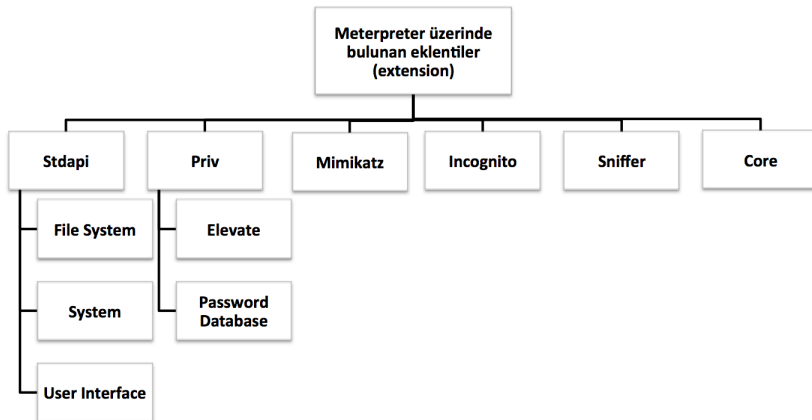 Meterpreter üzerinde
bulunan eklentiler
(extension)
Stdapi
Priv
Mimikatz
Incognito
Sniffer
Core
File System
Elevate
System
Password
Database
User Interface